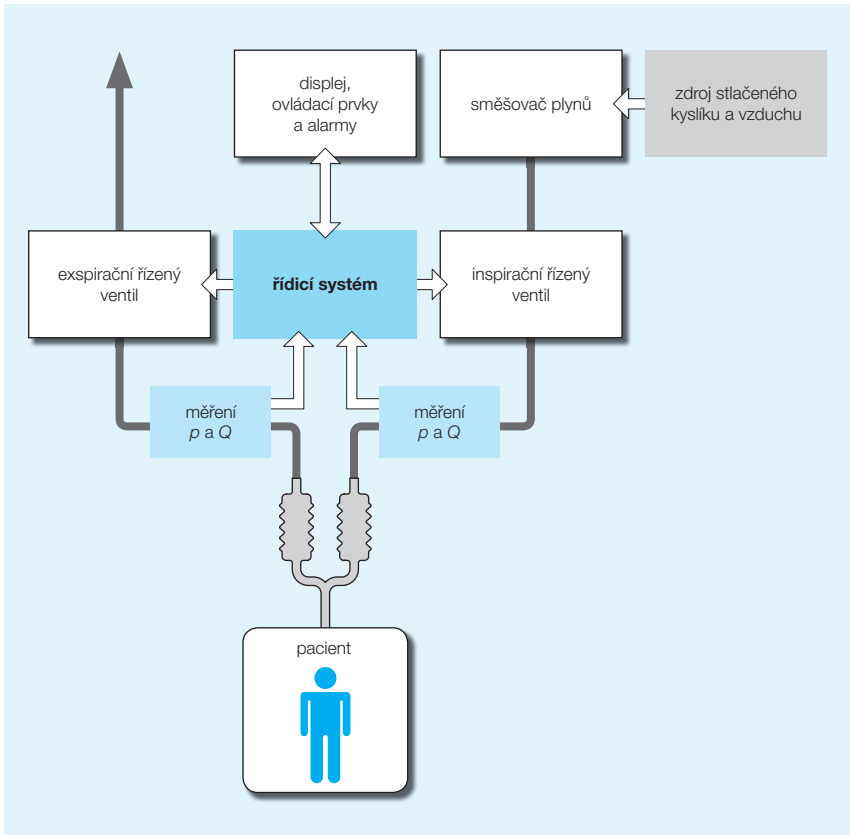 displej,
ovládací prvky
a alarmy
směšovač plynů
zdroj stlačeného
kyslíku a vzduchu
exspirační řízený
ventil
řídicí systém
inspirační řízený
ventil
měření
p a Q
měření
p a Q
pacient